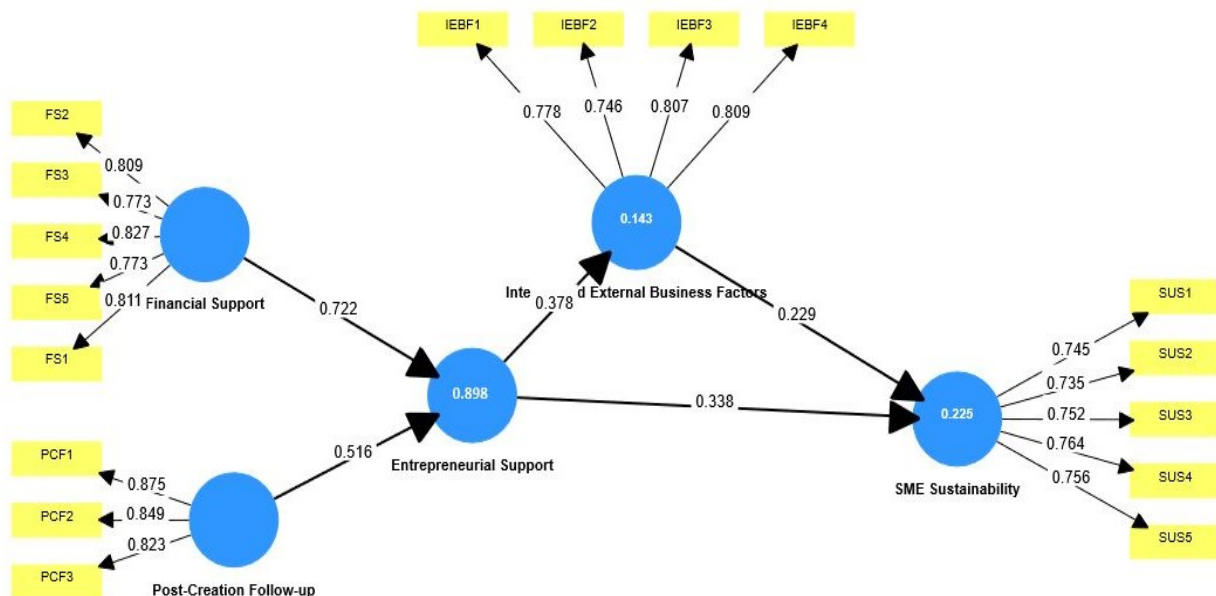 IEBF1
IEBF2
IEBF3
IEBF4
0.778
0.746
0.807
0.809
FS2
FS3
FS4
FS5
FS1
0.809
0.773
0.827
0.773
0.811
Financial Support
0.722
0.143
Inte d External Business Factors
0.378
0.229
0.898
Entrepreneurial Support
0.338
0.516
PCF1
PCF2
PCF3
0.875
0.849
0.823
Post-Creation Follow-up
0.225
SME Sustainability
0.745
0.735
0.752
0.764
0.756
SUS1
SUS2
SUS3
SUS4
SUS5